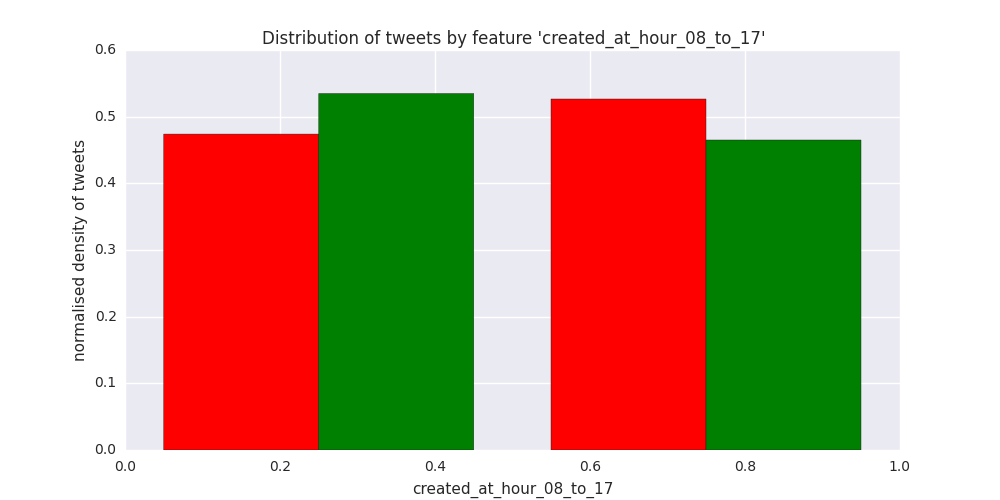 Distribution of tweets by feature 'created_at_hour_08_to_17'
0.6
0.5
0.4
0.3
0.2
0.1
0.0
normalised density of tweets
0.0 0.2 0.4 0.6 0.8 1.0
created_at_hour_08_to_17